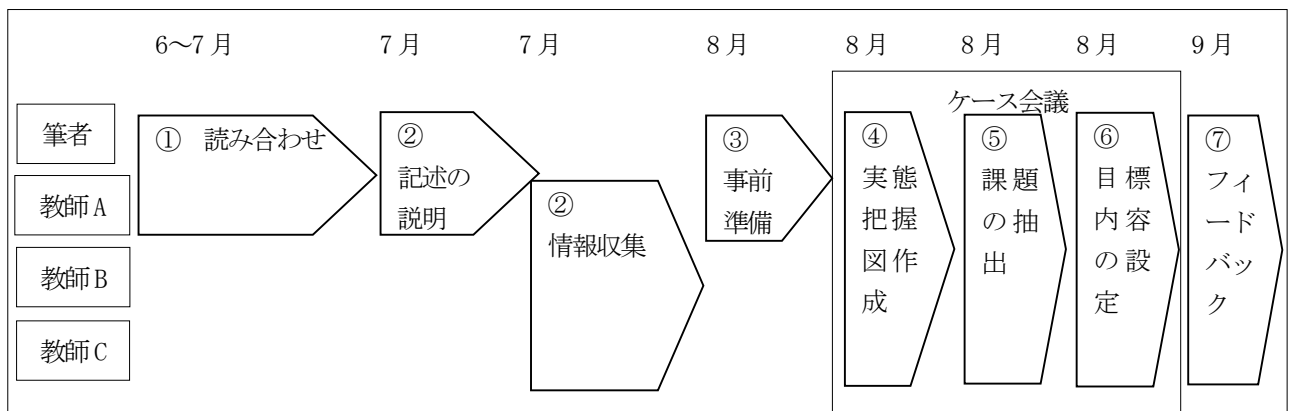 6～7月 7月 7月 8月 8月 8月 8月 9月
ケース会議
筆者
教師A
教師B
教師C
① 読み合わせ
②
記述の
説明
②
情報収集
③
事前
準備
④
実態
把握
図作
成
⑤
課題
の抽
出
⑥
目標
内容
の設
定
⑦
フィ
ード
バッ
ク